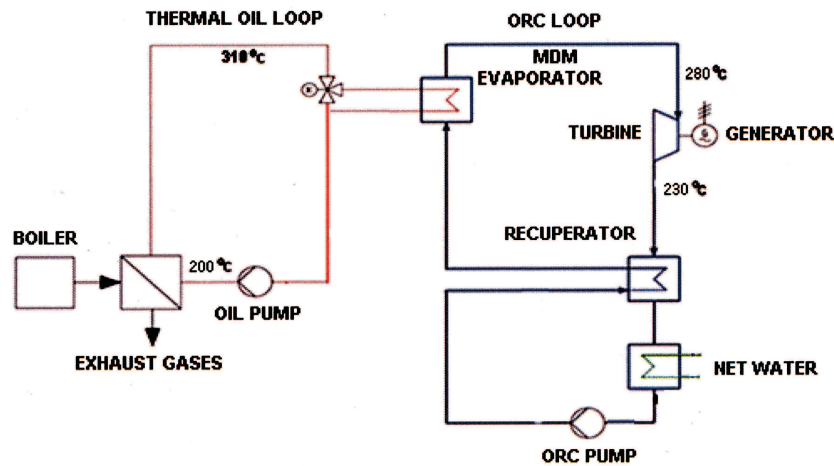 THERMAL OIL LOOP
ORC LOOP
310°C
MDM
EVAPORATOR
280°C
TURBINE
GENERATOR
230°C
BOILER
RECUPERATOR
200°C
OIL PUMP
EXHAUST GASES
NET WATER
ORC PUMP